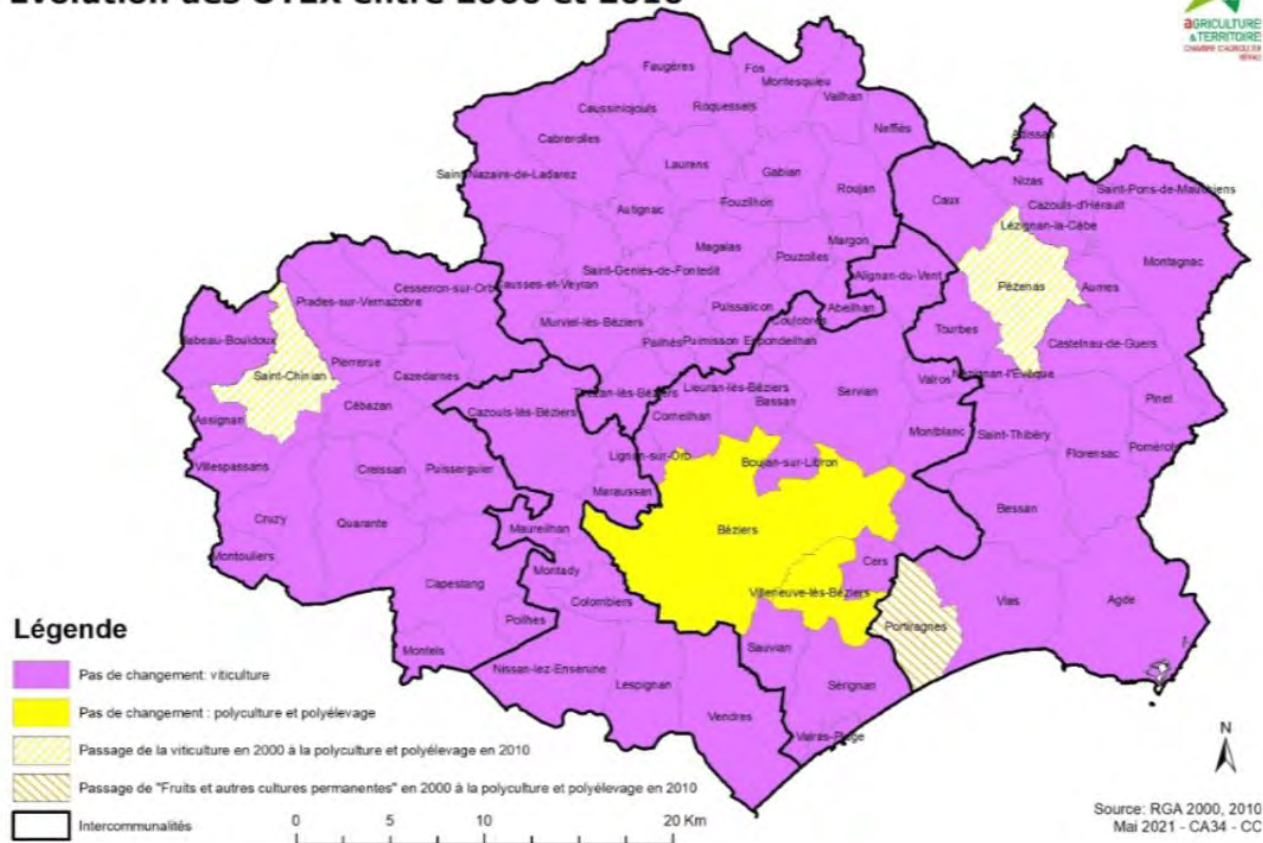 Evolution des OTEX entre 2000 et 2010
aGRICULTURE
& TERRITOIRE
CHAMBRE D'AGRICULTUR
HÉRAULT
Faugères
Fos
Montesquieu
Vailhan
Caussiniojouls
Roquessels
Neffiès
Cabrerolles
Adissan
Laurens
Gabian
Saint-Nazaire-de-Ladarez
Roujan
Nizas
Saint-Pons-de-Mauchiens
Caux
Cazouls-d'Hérault
Fouzilhon
Autignac
Lézignan-la-Cèbe
Magalas
Margon
Pouzolles
Montagnac
Saint-Geniès-de-Fontedit
Alignan-du-Vent
Causses-et-Veyran
Cessenon-sur-Orb
Pézenas
Aumes
Prades-sur-Vernazobre
Puissalicon
Abeilhan
Murviel-lès-Béziers
Coulobres
Tourbes
Babeau-Bouldoux
Pailhès
Puimisson
Espondeilhan
Castelnau-de-Guers
Pierrerue
Saint-Chinian
Cazedarnes
Nézignan-l'Evêque
Valros
Lieuran-lès-Béziers
Thézan-lès-Béziers
Servian
Bassan
Pinet
Cébazan
Cazouls-lès-Béziers
Corneilhan
Assignan
Montblanc
Saint-Thibéry
Pomérols
Florensac
Lignan-sur-Orb
Boujan-sur-Libron
Villespassans
Creissan
Puisserguier
Maraussan
Bessan
Cruzy
Quarante
Maureilhan
Béziers
Montouliers
Cers
Montady
Capestang
Villeneuve-lès-Béziers
Colombiers
Vias
Agde
Poilhes
Portiragnes
Montels
Sauvian
Nissan-lez-Enserune
Lespignan
Sérignan
Vendres
Valras-Plage
Légende
Pas de changement: viticulture
Pas de changement : polyculture et polyélevage
Passage de la viticulture en 2000 à la polyculture et polyélevage en 2010
Passage de "Fruits et autres cultures permanentes" en 2000 à la polyculture et polyélevage en 2010
Intercommunalités
0 5 10 20 Km
N
Source: RGA 2000, 2010
Mai 2021 - CA34 - CC